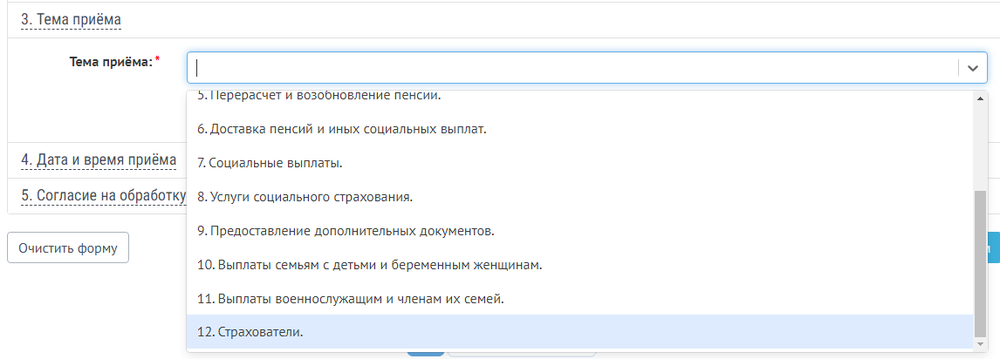 3. Тема приёма
Тема приёма: *
5. Перерасчет и возобновление пенсии.
6. Доставка пенсий и иных социальных выплат.
4. Дата и время приёма
7. Социальные выплаты.
5. Согласие на обработку
8. Услуги социального страхования.
9. Предоставление дополнительных документов.
Очистить форму
10. Выплаты семьям с детьми и беременным женщинам.
11. Выплаты военнослужащим и членам их семей.
12. Страхователи.